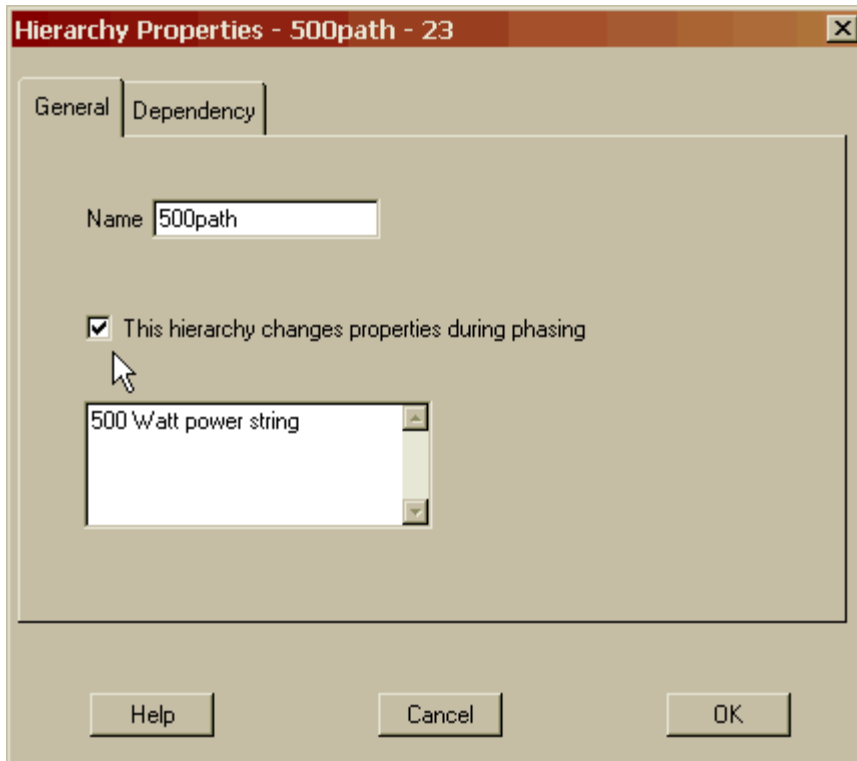 Hierarchy Properties - 500path - 23
General
Dependency
Name 500path
This hierarchy changes properties during phasing
500 Watt power string
Help
Cancel
OK